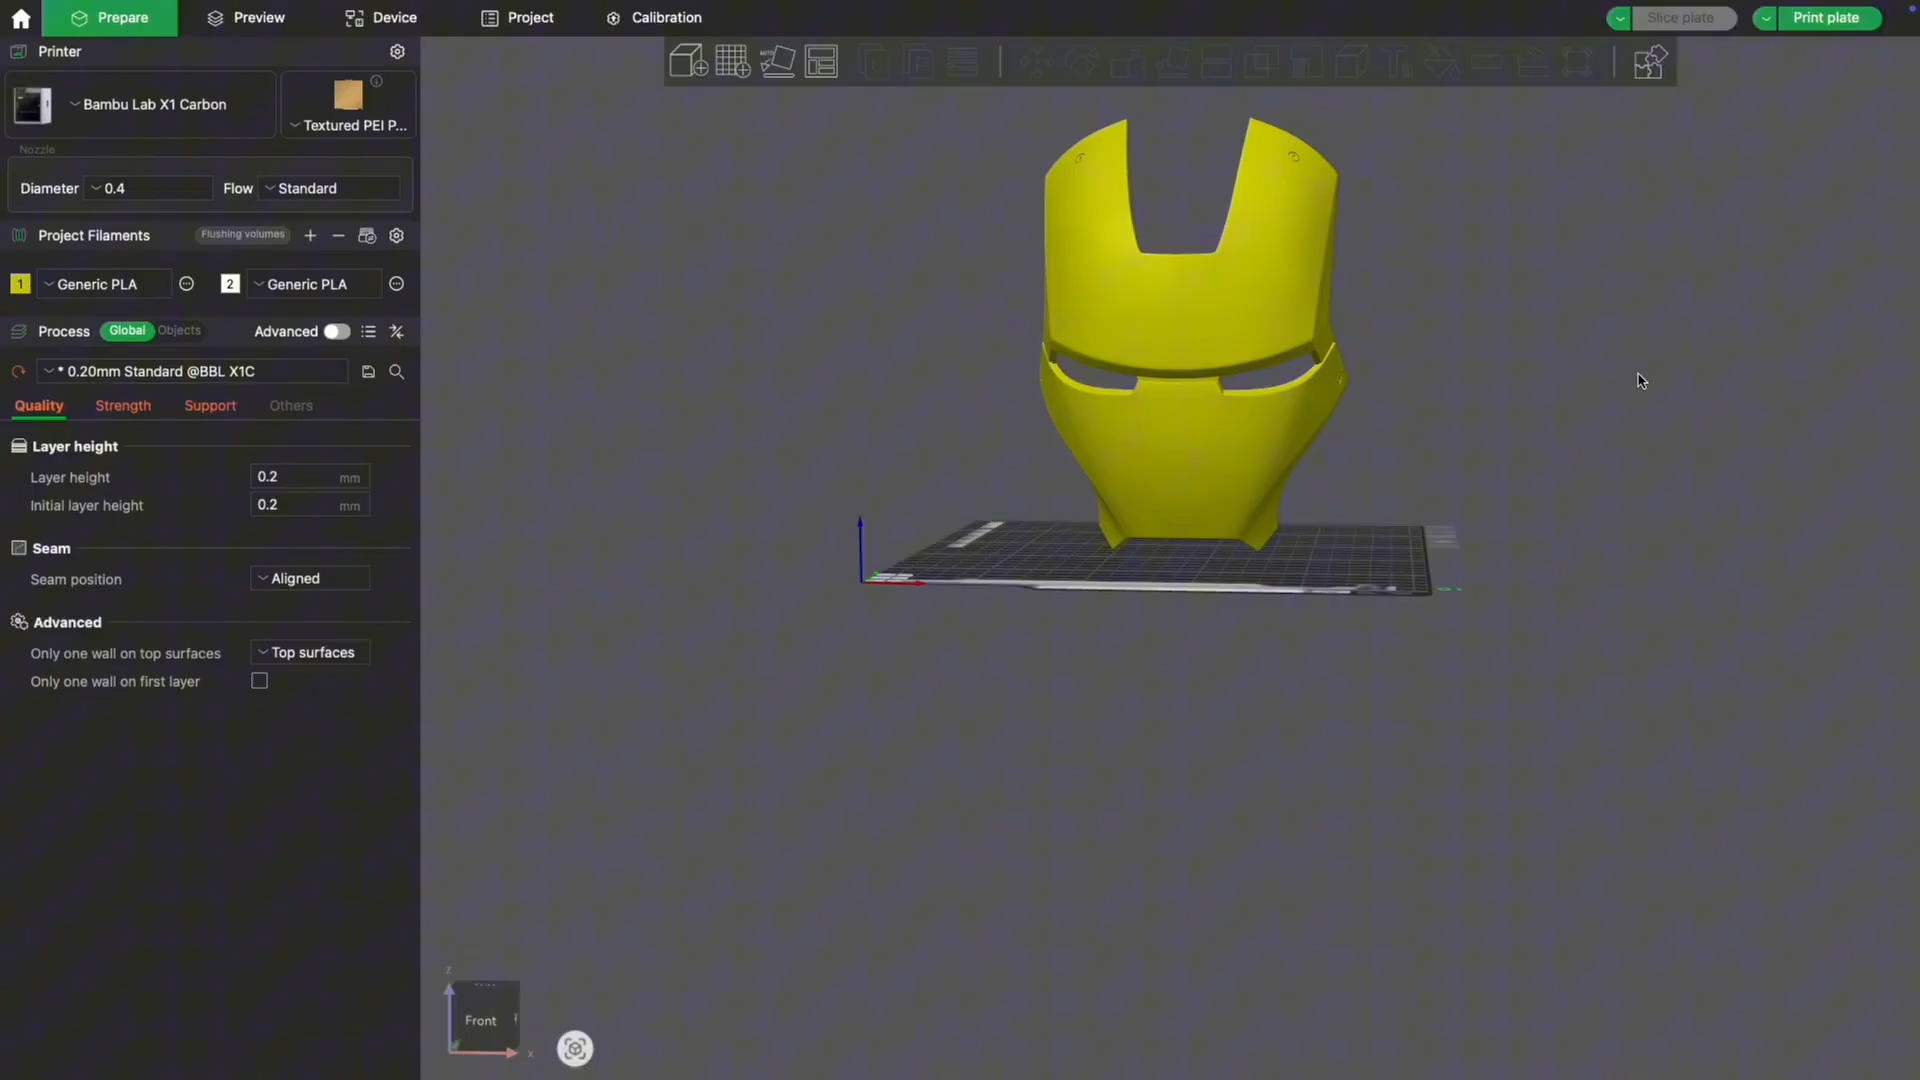 Prepare
Preview
Device
Project
Calibration
Slice plate
Print plate
Printer
Bambu Lab X1 Carbon
Textured PEI P...
Nozzle
Diameter
0.4
Flow
Standard
Project Filaments
Flushing volumes
1
Generic PLA
2
Generic PLA
Process
Global
Objects
Advanced
* 0.20mm Standard @BBL X1C
Quality
Strength
Support
Others
Layer height
Layer height
0.2
mm
Initial layer height
0.2
mm
Seam
Seam position
Aligned
Advanced
Only one wall on top surfaces
Top surfaces
Only one wall on first layer
Z
Front
X